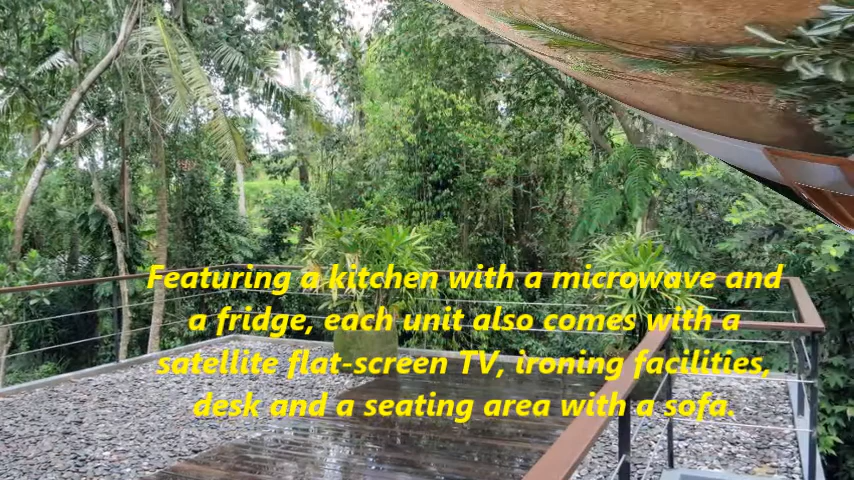 Featuring a kitchen with a microwave and
a fridge, each unit also comes with a
satellite flat-screen TV, ironing facilities,
desk and a seating area with a sofa.